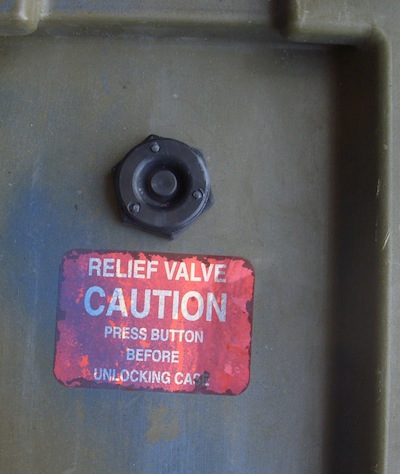 RELIEF VALVE
CAUTION
PRESS BUTTON
BEFORE
UNLOCKING CASE